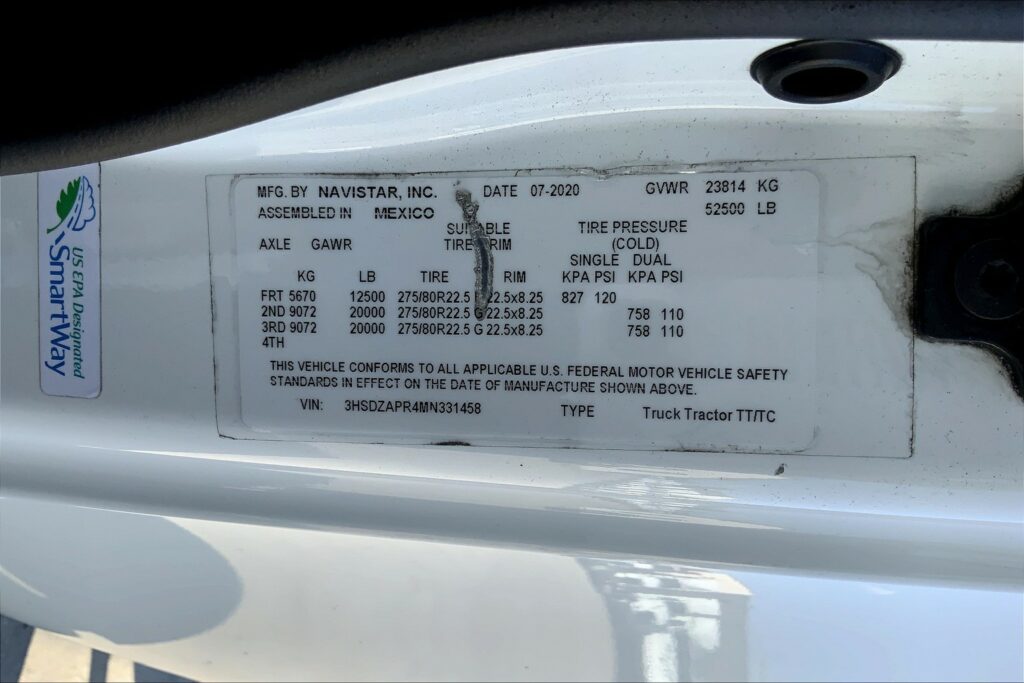 US EPA Designated
SmartWay
MFG. BY NAVISTAR, INC. DATE 07-2020 GVWR 23814 KG
ASSEMBLED IN MEXICO 52500 LB
TIRE PRESSURE
AXLE GAWR TIRE RIM (COLD)
SINGLE DUAL
KG LB TIRE RIM KPA PSI KPA PSI
FRT 5670 12500 275/80R22.5 22.5x8.25 827 120
2ND 9072 20000 275/80R22.5 G 22.5x8.25 758 110
3RD 9072 20000 275/80R22.5 G 22.5x8.25 758 110
4TH
THIS VEHICLE CONFORMS TO ALL APPLICABLE U.S. FEDERAL MOTOR VEHICLE SAFETY
STANDARDS IN EFFECT ON THE DATE OF MANUFACTURE SHOWN ABOVE.
VIN: 3HSDZAPR4MN331458 TYPE Truck Tractor TT/TC